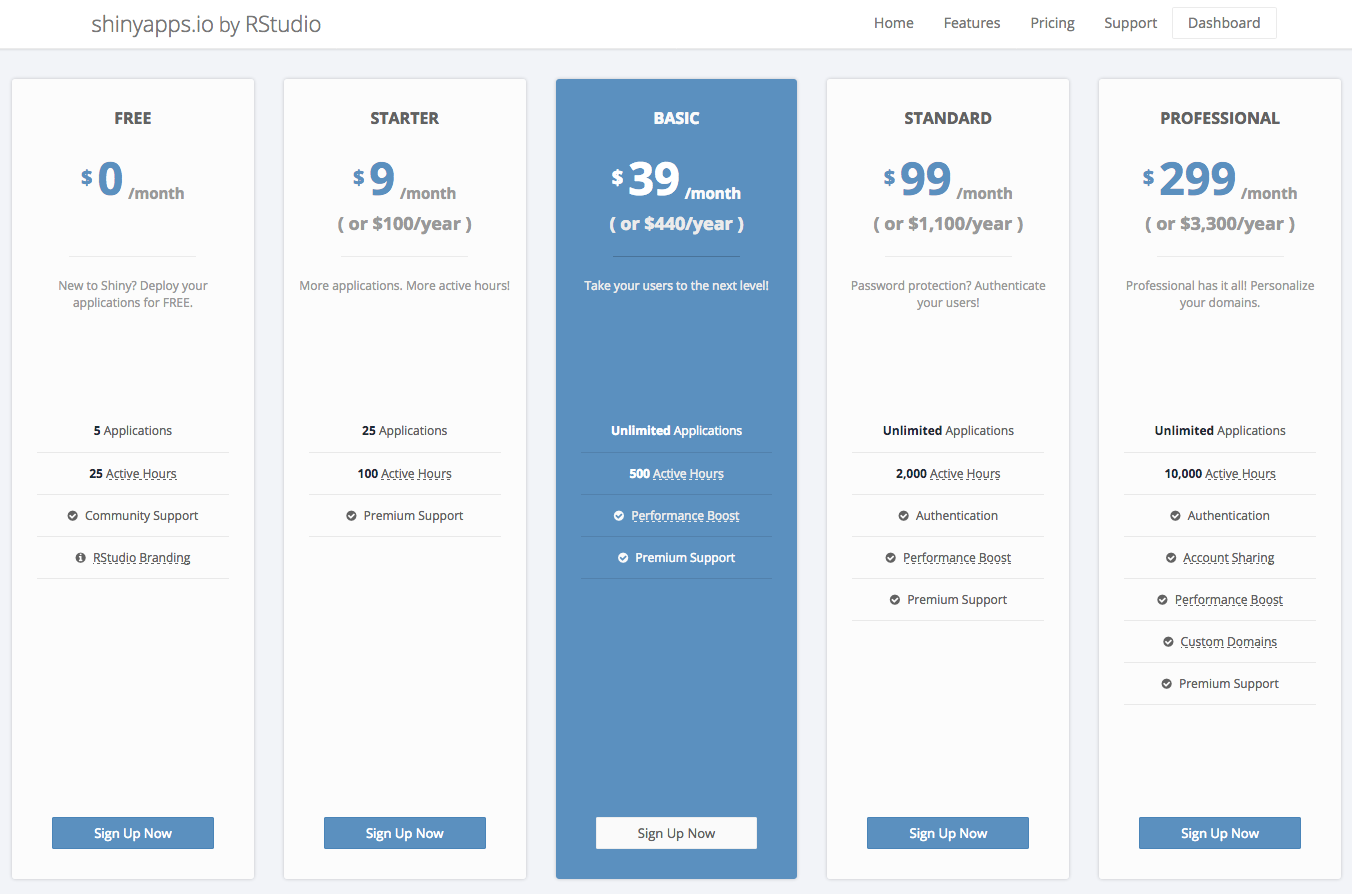 shinyapps.io by RStudio
Home Features Pricing Support Dashboard
FREE
$ 0 /month
New to Shiny? Deploy your
applications for FREE.
5 Applications
25 Active Hours
Community Support
RStudio Branding
Sign Up Now
STARTER
$ 9 /month
( or $100/year )
More applications. More active hours!
25 Applications
100 Active Hours
Premium Support
Sign Up Now
BASIC
$ 39 /month
( or $440/year )
Take your users to the next level!
Unlimited Applications
500 Active Hours
Performance Boost
Premium Support
Sign Up Now
STANDARD
$ 99 /month
( or $1,100/year )
Password protection? Authenticate
your users!
Unlimited Applications
2,000 Active Hours
Authentication
Performance Boost
Premium Support
Sign Up Now
PROFESSIONAL
$ 299 /month
( or $3,300/year )
Professional has it all! Personalize
your domains.
Unlimited Applications
10,000 Active Hours
Authentication
Account Sharing
Performance Boost
Custom Domains
Premium Support
Sign Up Now